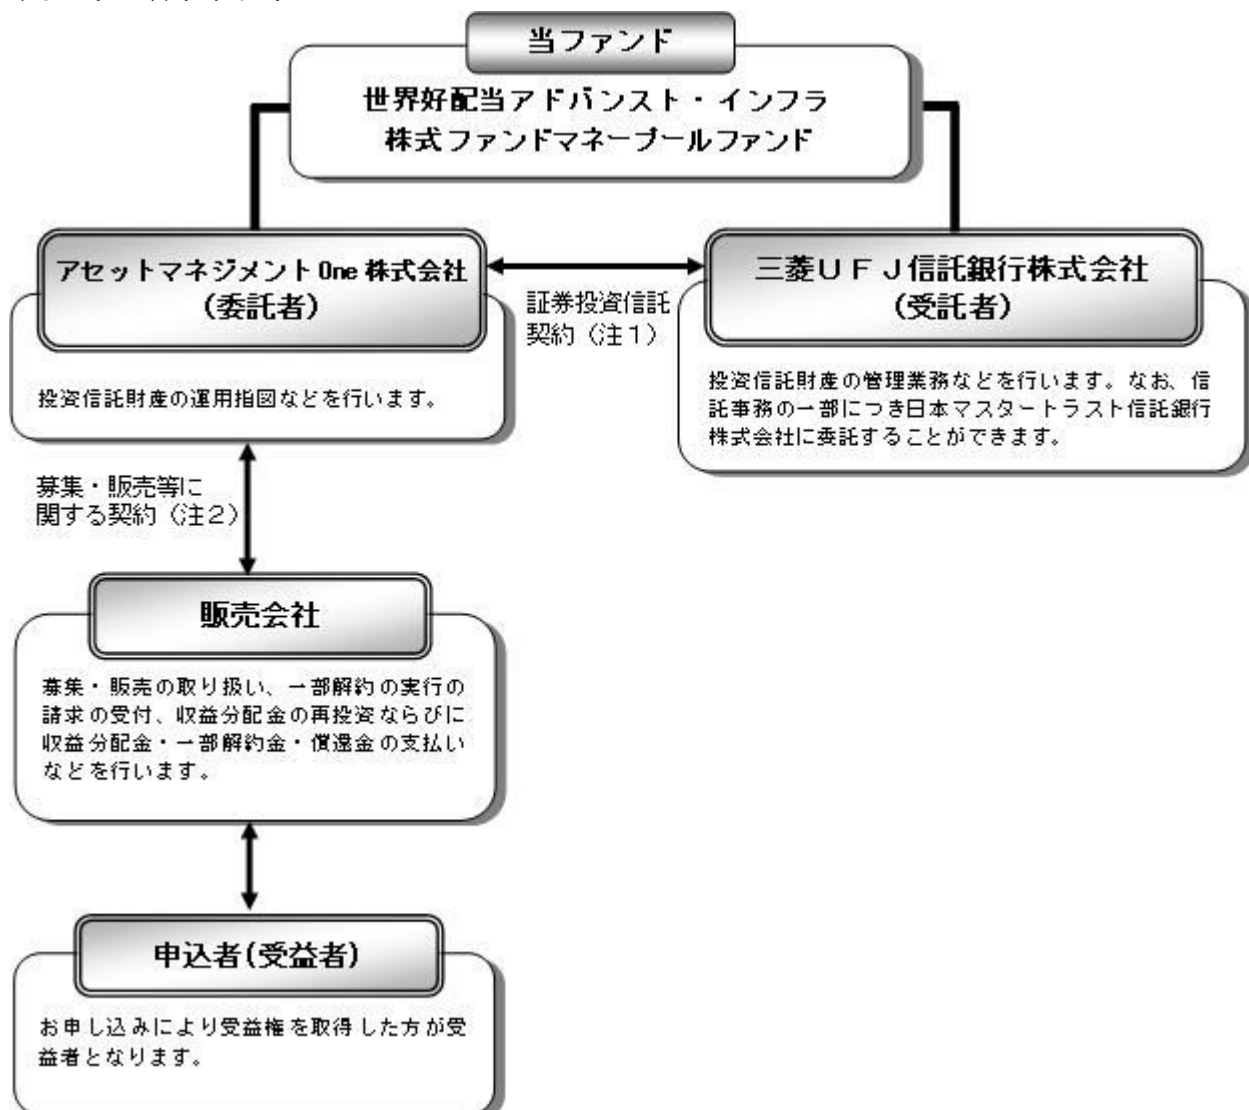 当ファンド
世界好配当アドバンスト・インフラ
株式ファンドマネープールファンド
アセットマネジメントOne株式会社
(委託者)
三菱UFJ信託銀行株式会社
(受託者)
証券投資信託
契約（注1）
投資信託財産の運用指図などを行います。
投資信託財産の管理業務などを行います。なお、信
託事務の一部につき日本マスタートラスト信託銀行
株式会社に委託することができます。
募集・販売等に
関する契約（注2）
販売会社
募集・販売の取り扱い、一部解約の実行の
請求の受付、収益分配金の再投資ならびに
収益分配金・一部解約金・償還金の支払い
などを行います。
申込者(受益者)
お申し込みにより受益権を取得した方が受
益者となります。